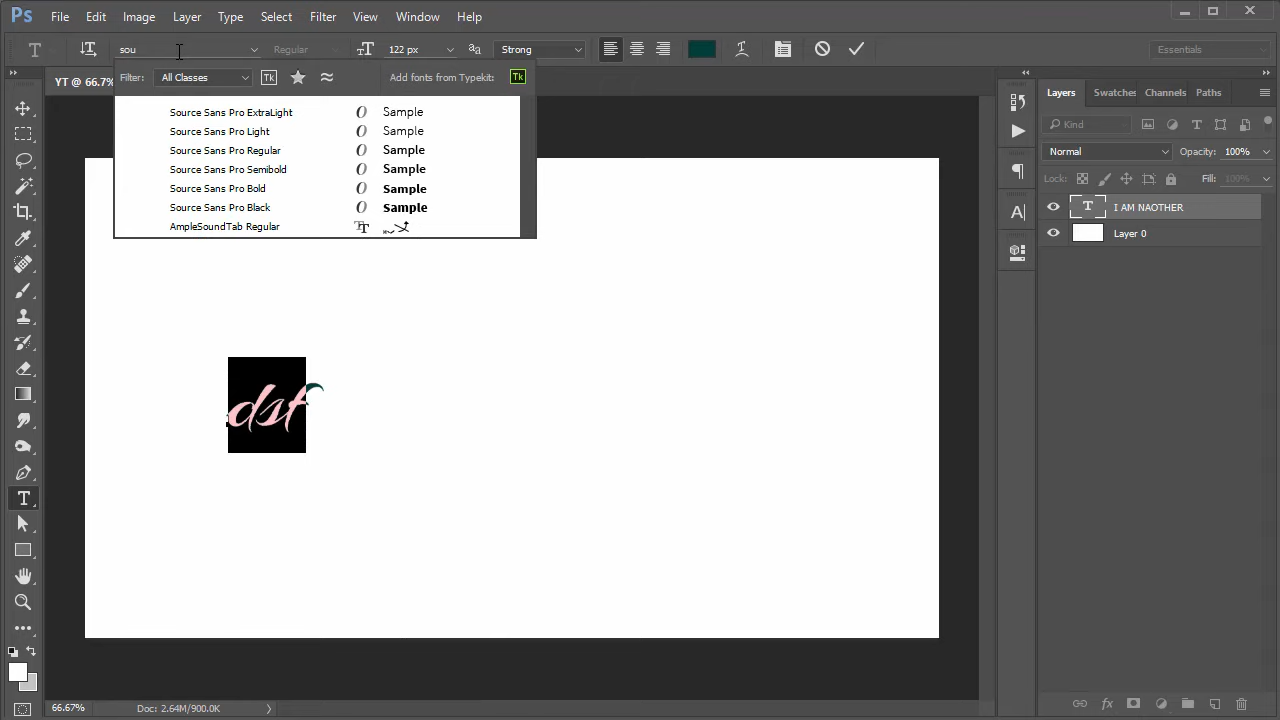 Ps File Edit Image Layer Type Select Filter View Window Help
sou Regular 122 px Strong Essentials
Filter: All Classes Tk Add fonts from Typekit: Tk
YT @ 66.7%
Source Sans Pro ExtraLight Sample
Source Sans Pro Light Sample
Source Sans Pro Regular Sample
Source Sans Pro Semibold Sample
Source Sans Pro Bold Sample
Source Sans Pro Black Sample
AmpleSoundTab Regular
dsf
Layers Swatches Channels Paths
Kind
Normal Opacity: 100%
Lock: Fill: 100%
I AM NAOTHER
Layer 0
66.67% Doc: 2.64M/900.0K